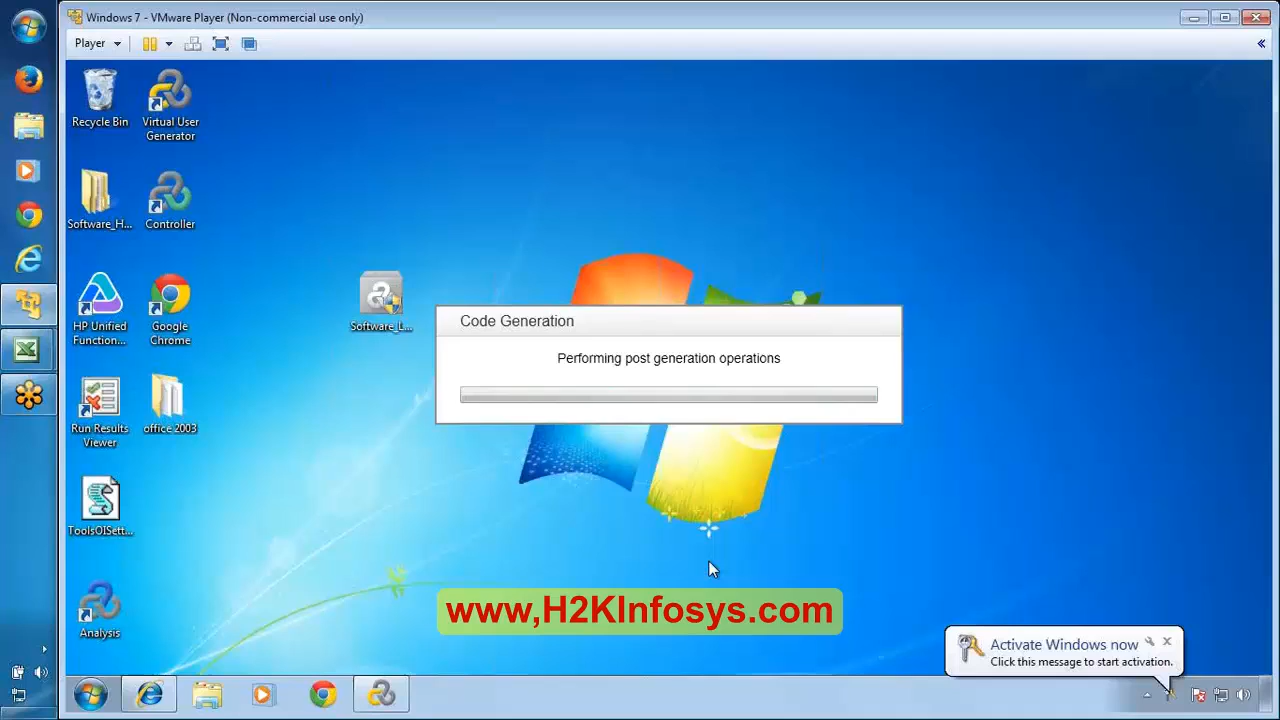 Windows 7 - VMware Player (Non-commercial use only)
Player
Recycle Bin
Virtual User
Generator
Software_H...
Controller
HP Unified
Function...
Google
Chrome
Software_L...
Code Generation
Performing post generation operations
Run Results
Viewer
office 2003
ToolsOISett...
Analysis
www,H2KInfosys.com
Activate Windows now
Click this message to start activation.